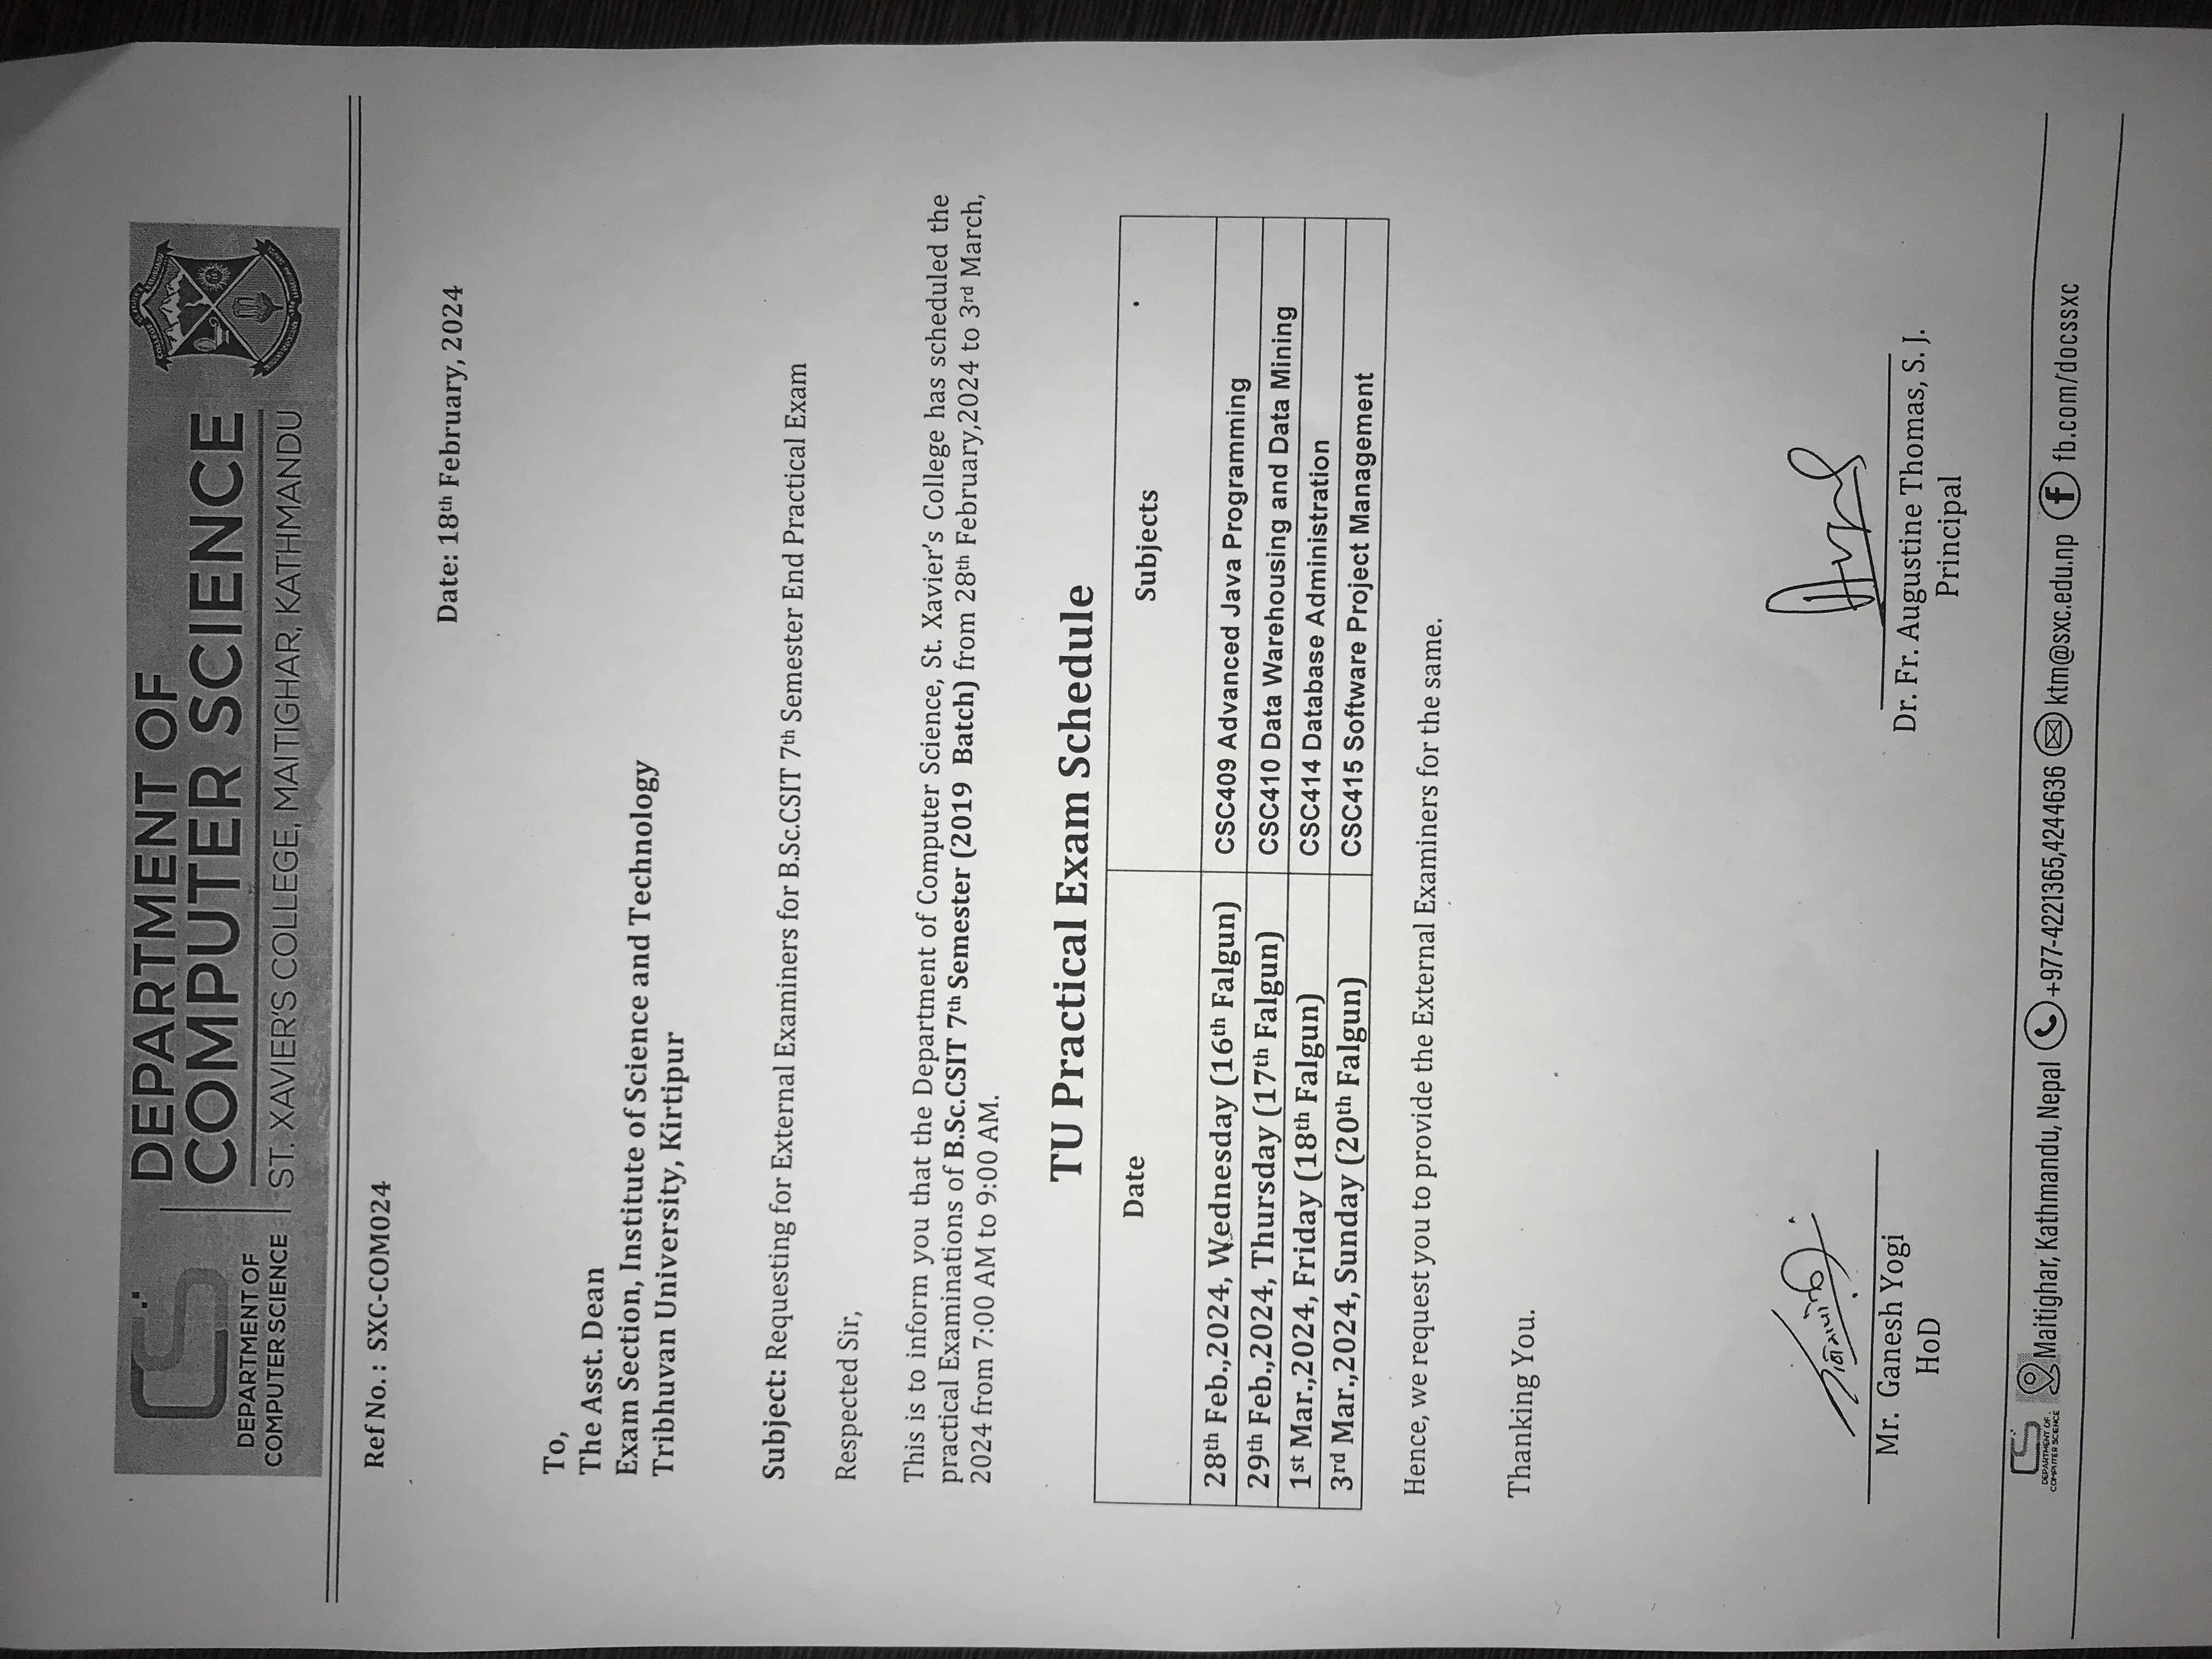 CS
DEPARTMENT OF
COMPUTER SCIENCE
DEPARTMENT OF
COMPUTER SCIENCE
ST. XAVIER'S COLLEGE, MAITIGHAR, KATHMANDU
Ref No. : SXC-COM024
Date: 18th February, 2024
To,
The Asst. Dean
Exam Section, Institute of Science and Technology
Tribhuvan University, Kirtipur
Subject: Requesting for External Examiners for B.Sc.CSIT 7th Semester End Practical Exam
Respected Sir,
This is to inform you that the Department of Computer Science, St. Xavier's College has scheduled the
practical Examinations of B.Sc.CSIT 7th Semester (2019 Batch) from 28th February,2024 to 3rd March,
2024 from 7:00 AM to 9:00 AM.
TU Practical Exam Schedule
Date Subjects
28th Feb.,2024, Wednesday (16th Falgun) CSC409 Advanced Java Programming
29th Feb.,2024, Thursday (17th Falgun) CSC410 Data Warehousing and Data Mining
1st Mar.,2024, Friday (18th Falgun) CSC414 Database Administration
3rd Mar.,2024, Sunday (20th Falgun) CSC415 Software Project Management
Hence, we request you to provide the External Examiners for the same.
Thanking You.
Mr. Ganesh Yogi
HoD
Dr. Fr. Augustine Thomas, S. J.
Principal
CS
DEPARTMENT OF
COMPUTER SCIENCE
Maitighar, Kathmandu, Nepal +977-4221365,4244636 ktm@sxc.edu.np fb.com/docssxc